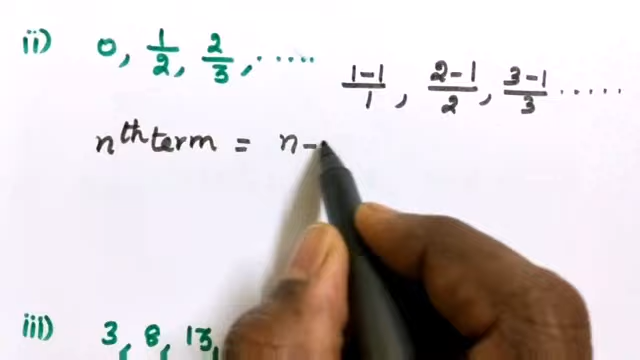 ii) 0, 1/2, 2/3, .....
(1-1)/1, (2-1)/2, (3-1)/3 .....
nth term = n-
iii) 3, 8, 13,